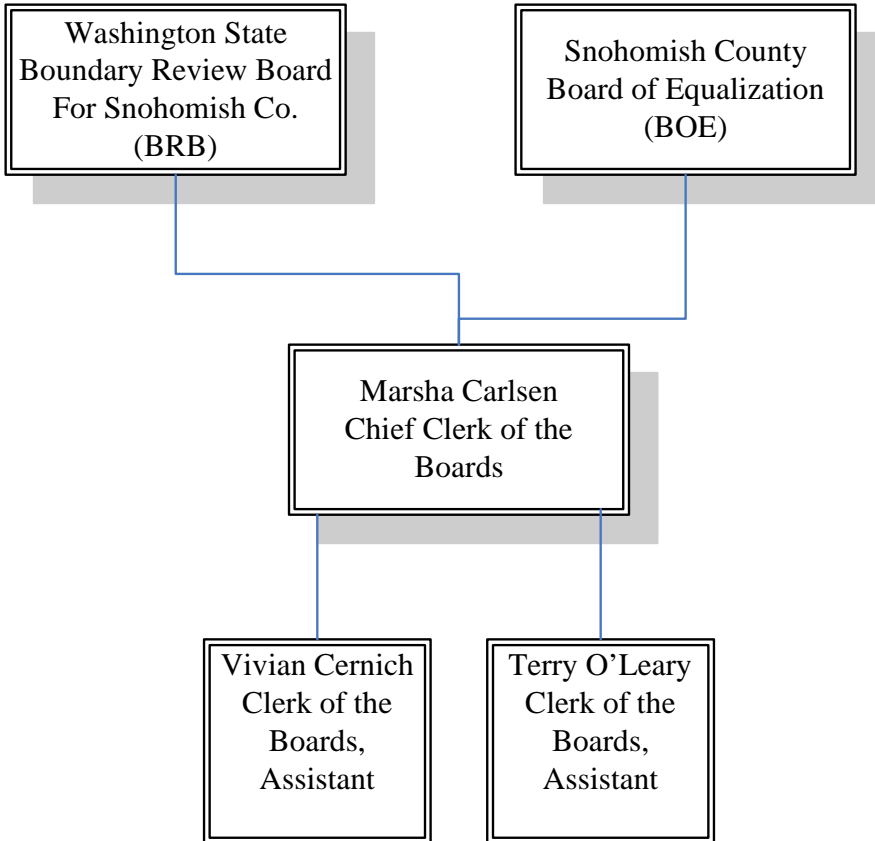 Washington State
Boundary Review Board
For Snohomish Co.
(BRB)
Snohomish County
Board of Equalization
(BOE)
Marsha Carlsen
Chief Clerk of the
Boards
Vivian Cernich
Clerk of the
Boards,
Assistant
Terry O’Leary
Clerk of the
Boards,
Assistant